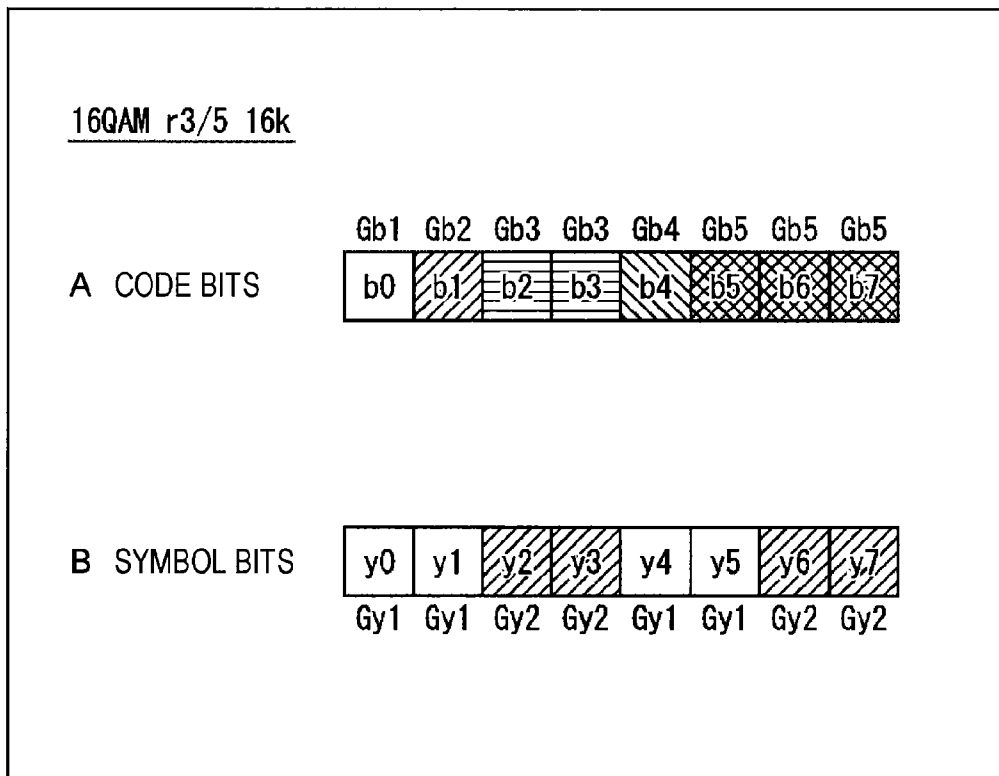 16QAM r3/5 16k
Gb1 Gb2 Gb3 Gb3 Gb4 Gb5 Gb5 Gb5
A CODE BITS b0 b1 b2 b3 b4 b5 b6 b7
B SYMBOL BITS y0 y1 y2 y3 y4 y5 y6 y7
Gy1 Gy1 Gy2 Gy2 Gy1 Gy1 Gy2 Gy2